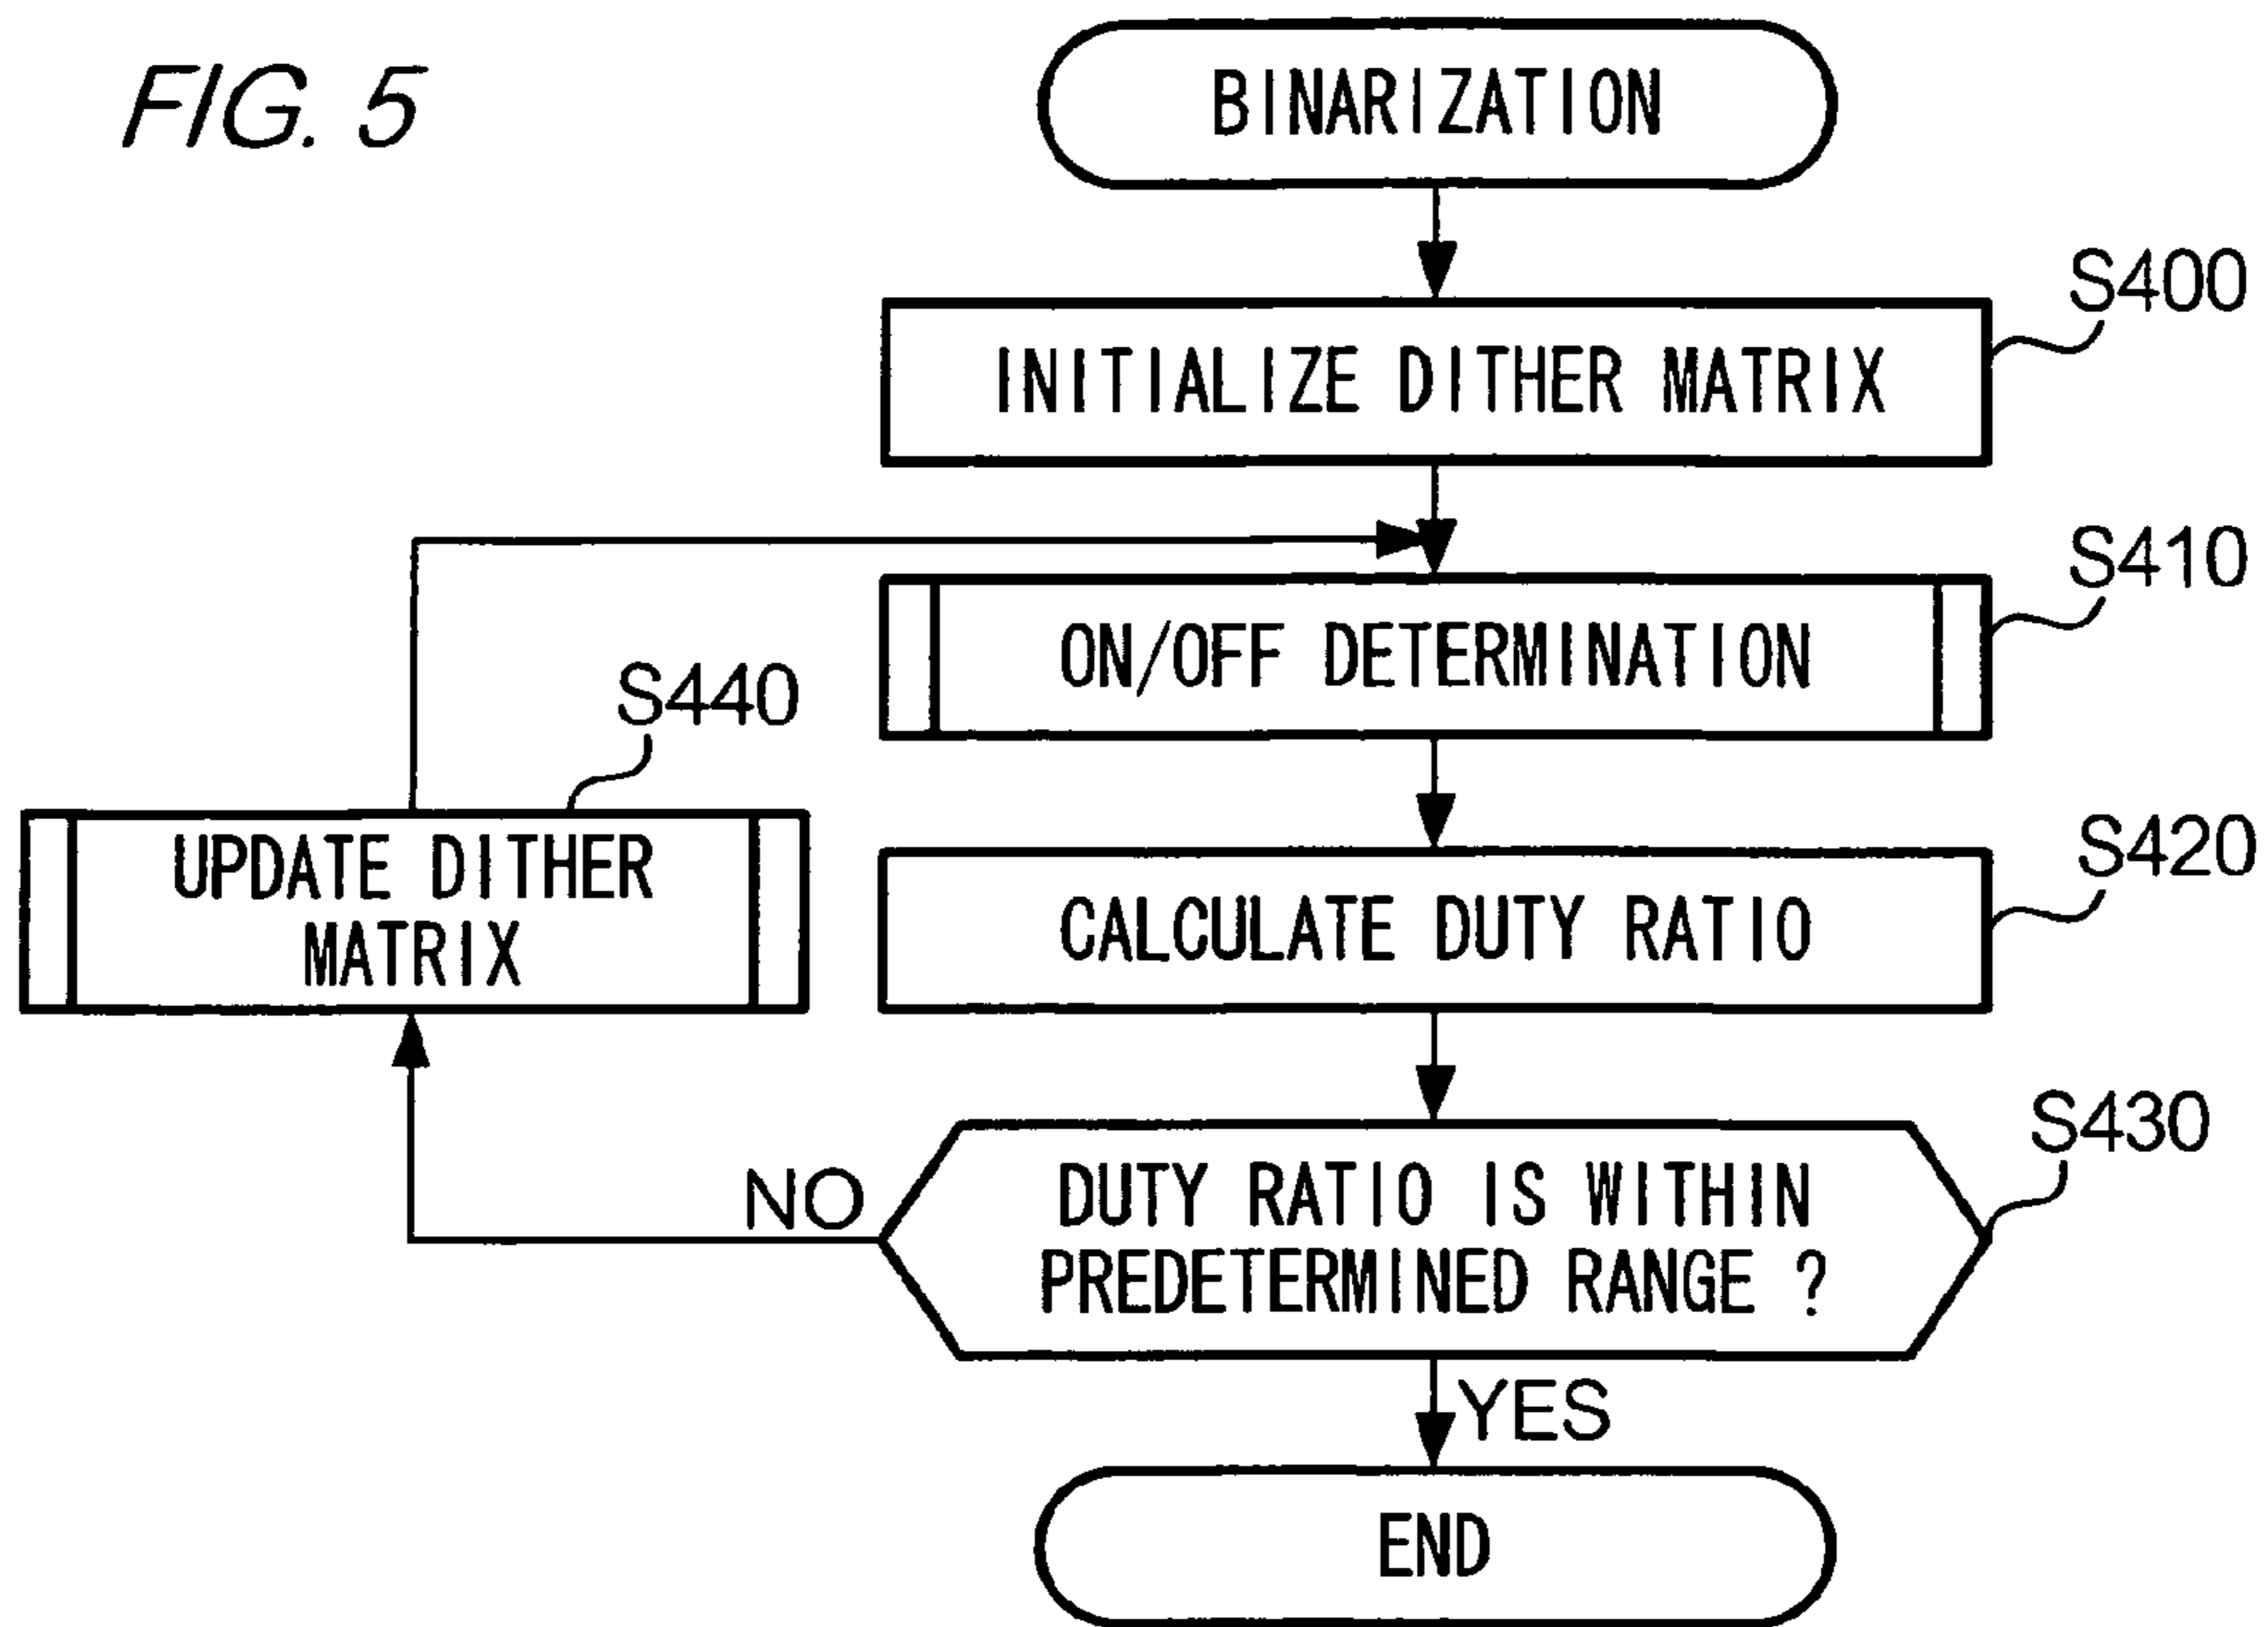 FIG. 5
BINARIZATION
S400
INITIALIZE DITHER MATRIX
S410
ON/OFF DETERMINATION
S440
UPDATE DITHER
MATRIX
S420
CALCULATE DUTY RATIO
S430
DUTY RATIO IS WITHIN
PREDETERMINED RANGE ?
NO
YES
END